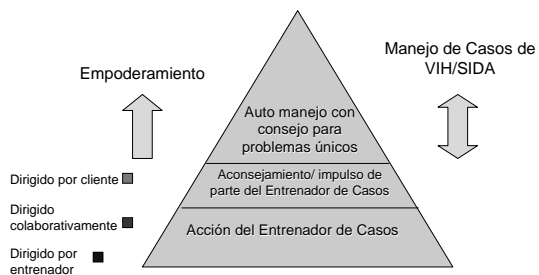 Manejo de Casos de
VIH/SIDA
Empoderamiento
Auto manejo con
consejo para
problemas únicos
Aconsejamiento/ impulso de
parte del Entrenador de Casos
Acción del Entrenador de Casos
Dirigido por cliente
Dirigido
colaborativamente
Dirigido por
entrenador